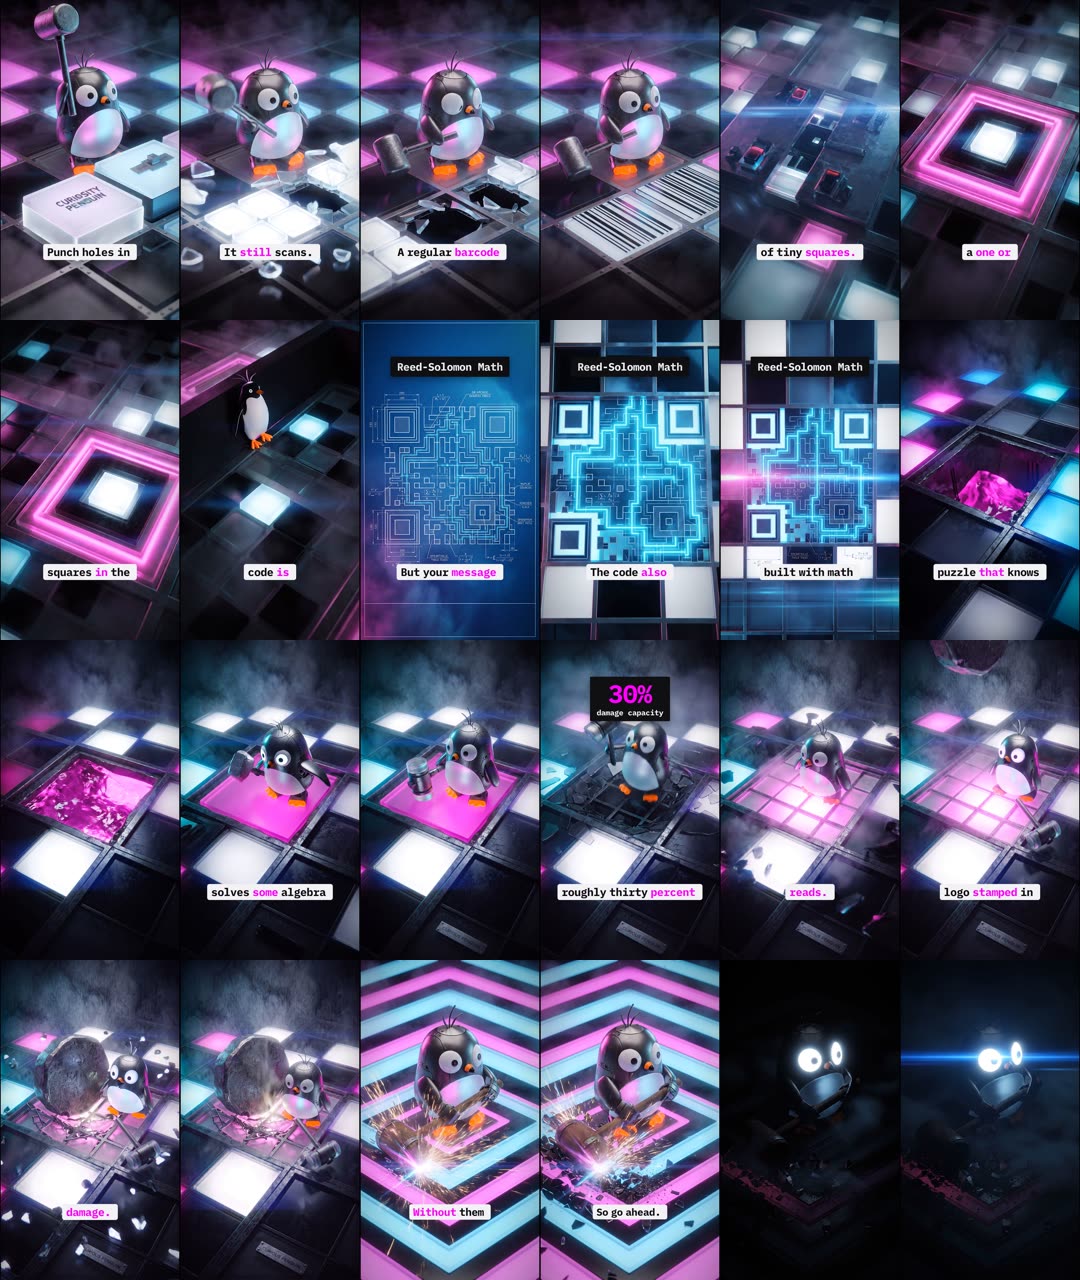 CURIOSITY
PENGUIN
Punch holes in
It still scans.
A regular barcode
of tiny squares.
a one or
squares in the
code is
Reed-Solomon Math
But your message
Reed-Solomon Math
The code also
Reed-Solomon Math
built with math
puzzle that knows
solves some algebra
30%
damage capacity
roughly thirty percent
reads.
logo stamped in
damage.
Without them
So go ahead.